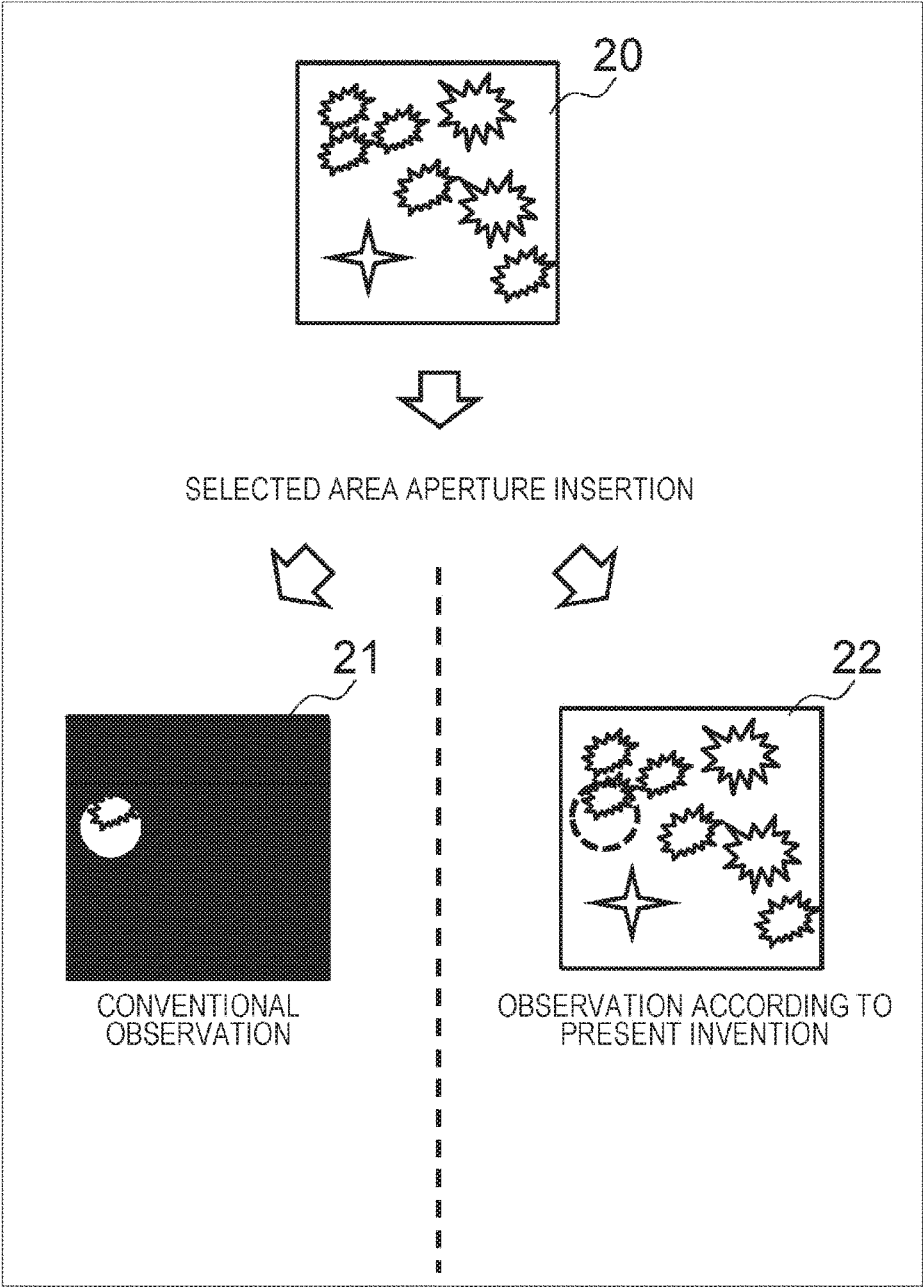 20
SELECTED AREA APERTURE INSERTION
21
22
CONVENTIONAL
OBSERVATION
OBSERVATION ACCORDING TO
PRESENT INVENTION